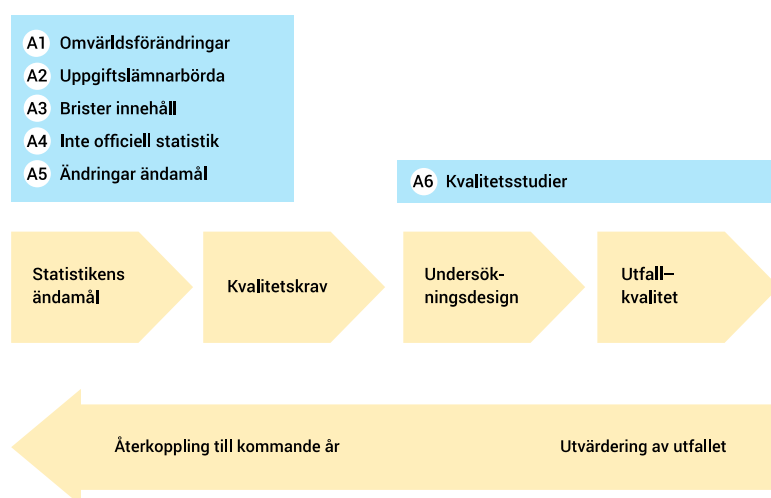 A1 Omvärldsförändringar
A2 Uppgiftslämnarbörda
A3 Brister innehåll
A4 Inte officiell statistik
A5 Ändringar ändamål
A6 Kvalitetsstudier
Statistikens
ändamål
Kvalitetskrav
Undersök-
ningsdesign
Utfall–
kvalitet
Återkoppling till kommande år
Utvärdering av utfallet